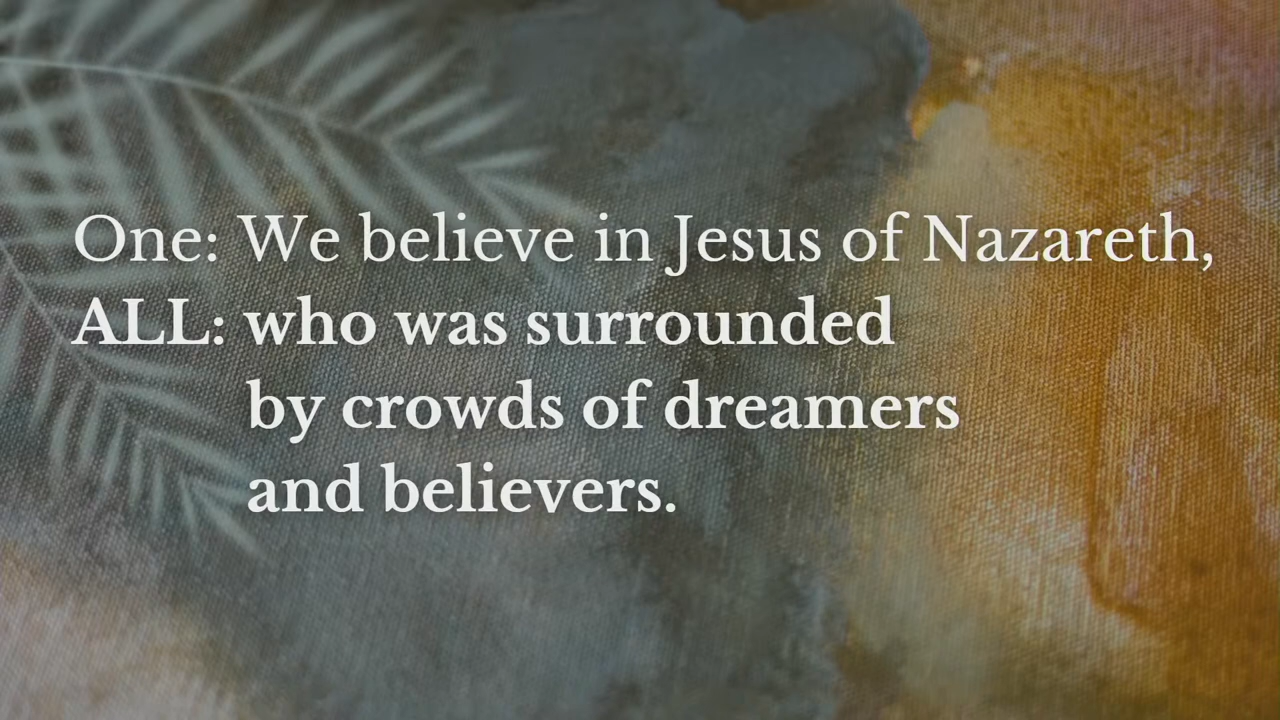 One: We believe in Jesus of Nazareth,
ALL: who was surrounded
by crowds of dreamers
and believers.